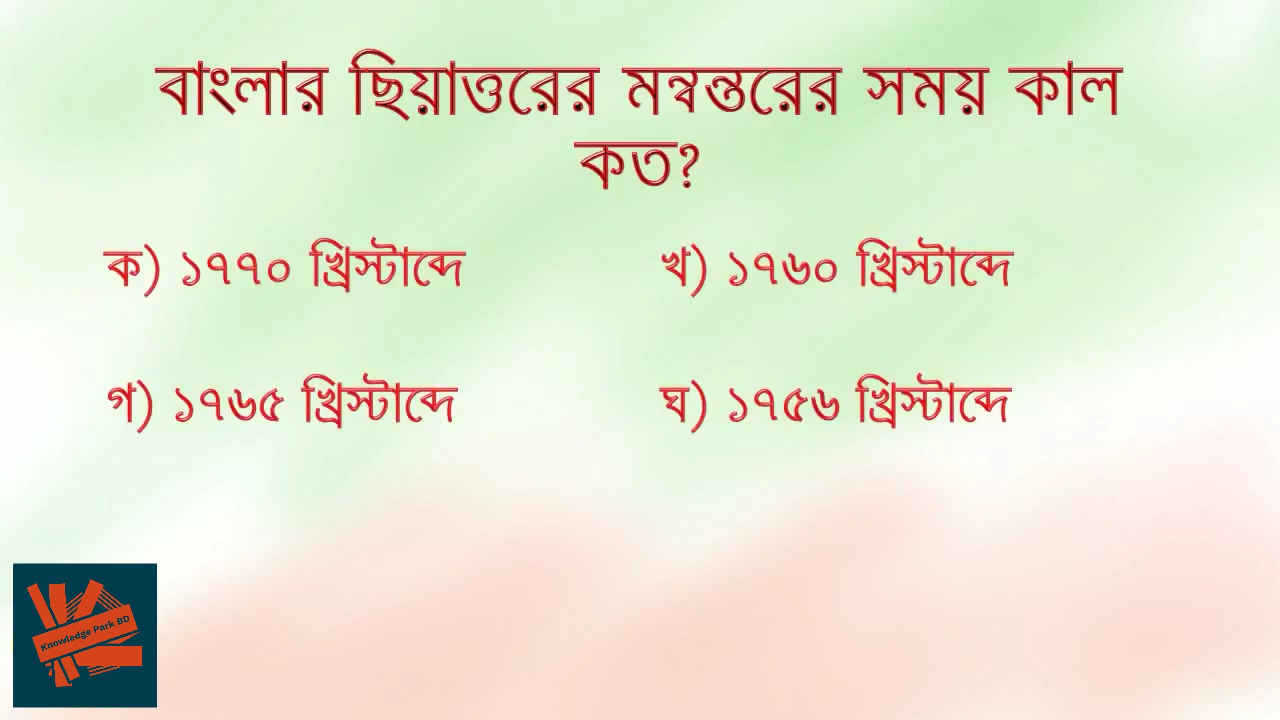 বাংলার ছিয়াত্তরের মন্বন্তরের সময় কাল
কত?
ক) ১৭৭০ খ্রিস্টাব্দে
খ) ১৭৬০ খ্রিস্টাব্দে
গ) ১৭৬৫ খ্রিস্টাব্দে
ঘ) ১৭৫৬ খ্রিস্টাব্দে
Knowledge Park BD